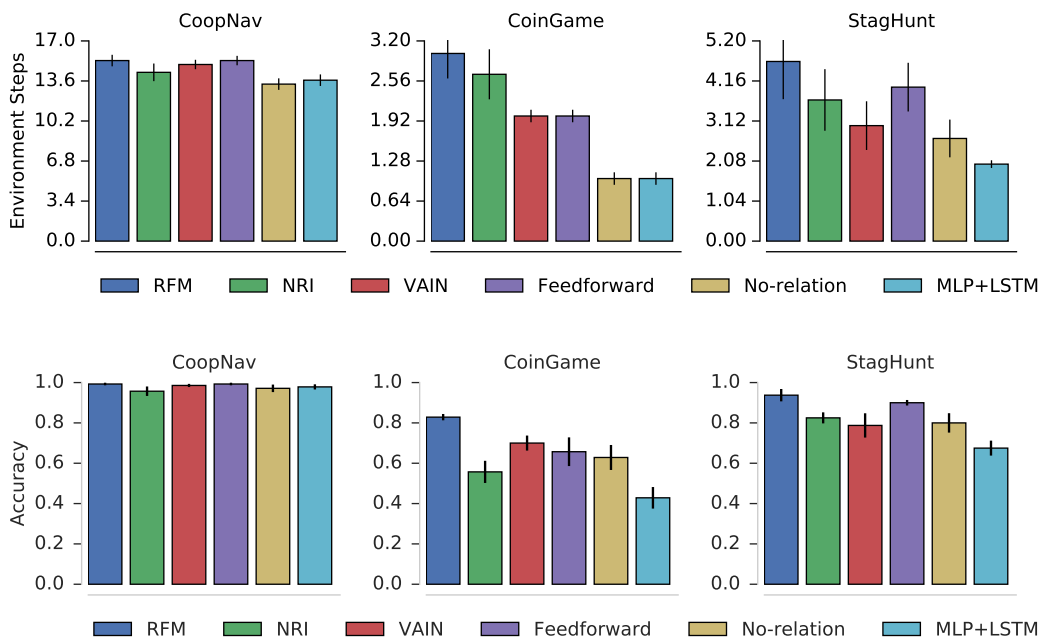 CoopNav CoinGame StagHunt
17.0 3.20 5.20
13.6 2.56 4.16
10.2 1.92 3.12
6.8 1.28 2.08
3.4 0.64 1.04
0.0 0.00 0.00
Environment Steps
RFM NRI VAIN Feedforward No-relation MLP+LSTM
CoopNav CoinGame StagHunt
1.0 1.0 1.0
0.8 0.8 0.8
0.6 0.6 0.6
0.4 0.4 0.4
0.2 0.2 0.2
0.0 0.0 0.0
Accuracy
RFM NRI VAIN Feedforward No-relation MLP+LSTM